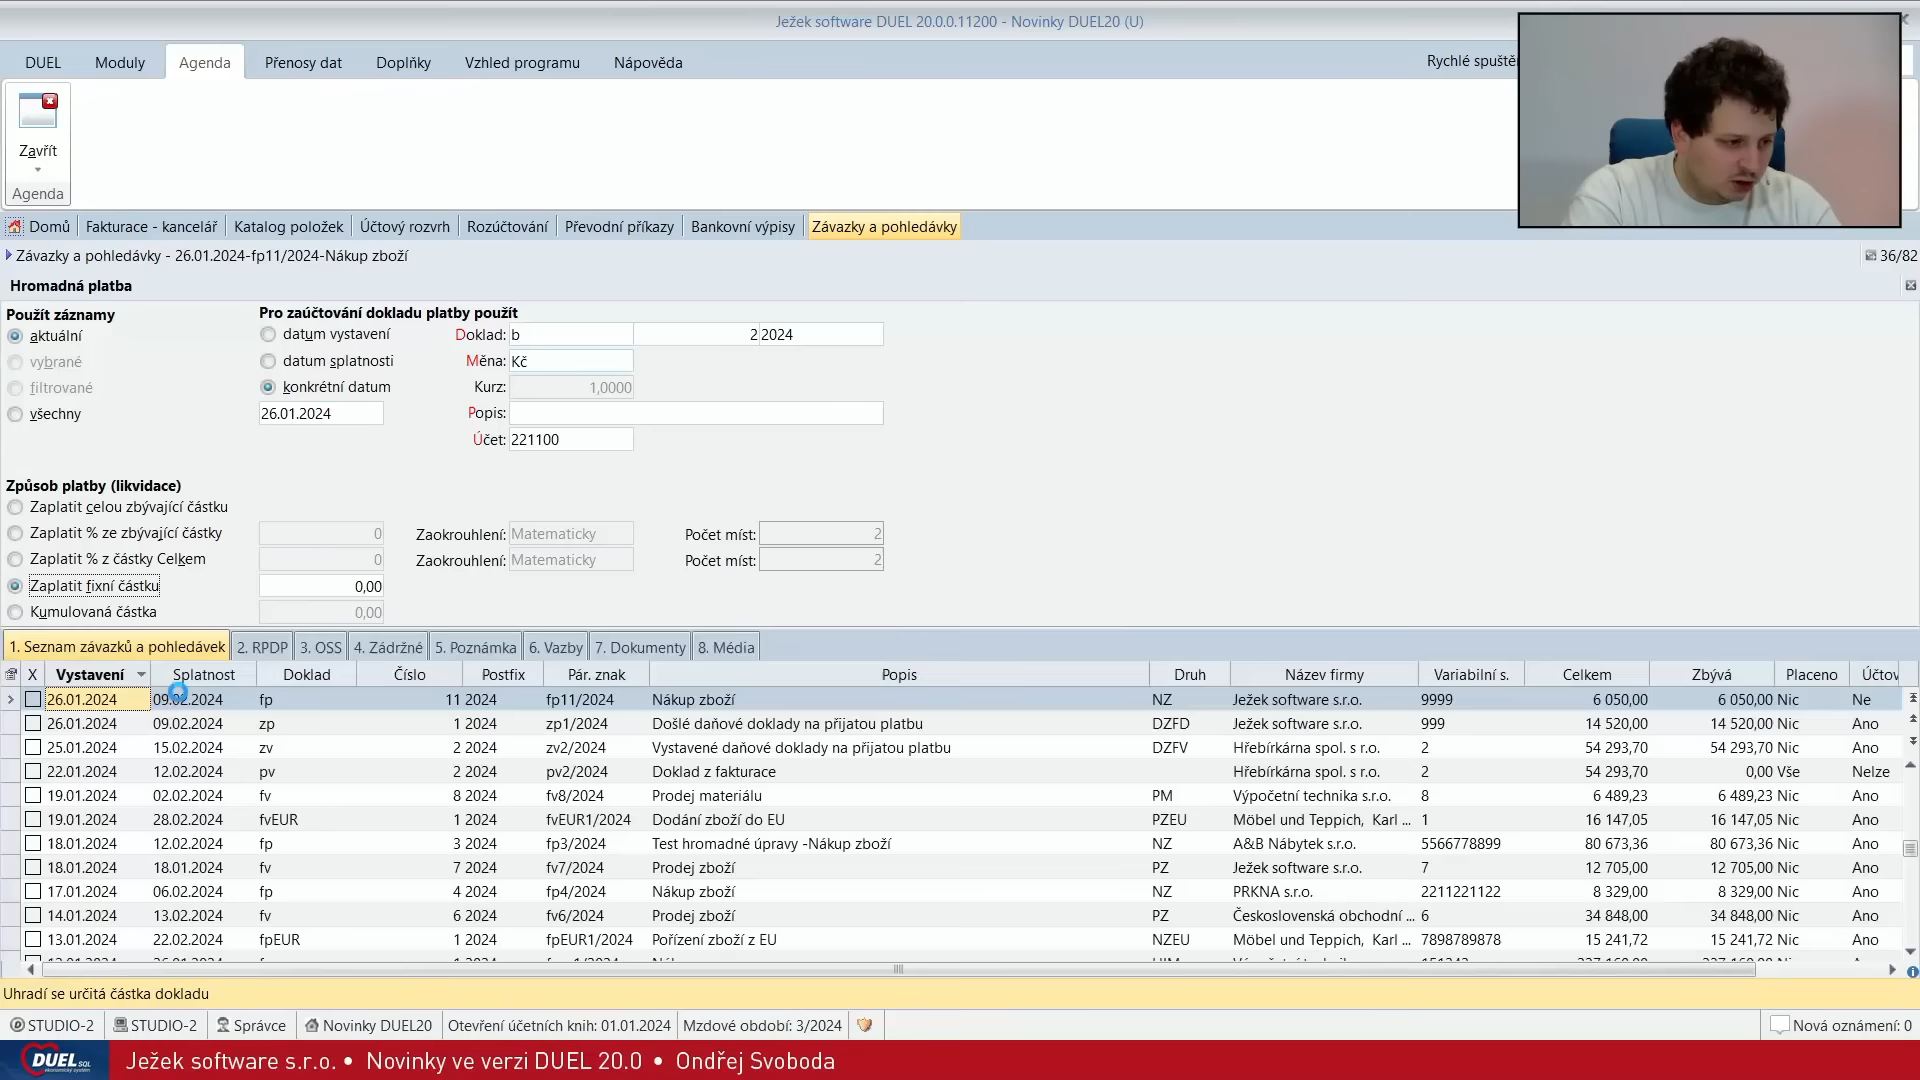 Ježek software DUEL 20.0.0.11200 - Novinky DUEL20 (U)
DUEL Moduly Agenda Přenosy dat Doplňky Vzhled programu Nápověda
Zavřít
Agenda
Domů Fakturace - kancelář Katalog položek Účtový rozvrh Rozúčtování Převodní příkazy Bankovní výpisy Závazky a pohledávky
Závazky a pohledávky - 26.01.2024-fp11/2024-Nákup zboží 36/82
Hromadná platba
Použít záznamy Pro zaúčtování dokladu platby použít
aktuální datum vystavení Doklad: b 2 2024
vybrané datum splatnosti Měna: Kč
filtrované konkrétní datum Kurz: 1,0000
všechny 26.01.2024 Popis:
Účet: 221100
Způsob platby (likvidace)
Zaplatit celou zbývající částku
Zaplatit % ze zbývající částky 0 Zaokrouhlení: Matematicky Počet míst: 2
Zaplatit % z částky Celkem 0 Zaokrouhlení: Matematicky Počet míst: 2
Zaplatit fixní částku 0,00
Kumulovaná částka 0,00
1. Seznam závazků a pohledávek 2. RPDP 3. OSS 4. Zádržné 5. Poznámka 6. Vazby 7. Dokumenty 8. Média
X Vystavení Splatnost Doklad Číslo Postfix Pár. znak Popis Druh Název firmy Variabilní s. Celkem Zbývá Placeno Účtov
26.01.2024 09.02.2024 fp 11 2024 fp11/2024 Nákup zboží NZ Ježek software s.r.o. 9999 6 050,00 6 050,00 Nic Ne
26.01.2024 09.02.2024 zp 1 2024 zp1/2024 Došlé daňové doklady na přijatou platbu DZFD Ježek software s.r.o. 999 14 520,00 14 520,00 Nic Ano
25.01.2024 15.02.2024 zv 2 2024 zv2/2024 Vystavené daňové doklady na přijatou platbu DZFV Hřebíkárna spol. s r.o. 2 54 293,70 54 293,70 Nic Ano
22.01.2024 12.02.2024 pv 2 2024 pv2/2024 Doklad z fakturace Hřebíkárna spol. s r.o. 2 54 293,70 0,00 Vše Nelze
19.01.2024 02.02.2024 fv 8 2024 fv8/2024 Prodej materiálu PM Výpočetní technika s.r.o. 8 6 489,23 6 489,23 Nic Ano
19.01.2024 28.02.2024 fvEUR 1 2024 fvEUR1/2024 Dodání zboží do EU PZEU Möbel und Teppich, Karl ... 1 16 147,05 16 147,05 Nic Ano
18.01.2024 12.02.2024 fp 3 2024 fp3/2024 Test hromadné úpravy -Nákup zboží NZ A&B Nábytek s.r.o. 5566778899 80 673,36 80 673,36 Nic Ano
18.01.2024 18.01.2024 fv 7 2024 fv7/2024 Prodej zboží PZ Ježek software s.r.o. 7 12 705,00 12 705,00 Nic Ano
17.01.2024 06.02.2024 fp 4 2024 fp4/2024 Nákup zboží NZ PRKNA s.r.o. 2211221122 8 329,00 8 329,00 Nic Ano
14.01.2024 13.02.2024 fv 6 2024 fv6/2024 Prodej zboží PZ Československá obchodní ... 6 34 848,00 34 848,00 Nic Ano
13.01.2024 22.02.2024 fpEUR 1 2024 fpEUR1/2024 Pořízení zboží z EU NZEU Möbel und Teppich, Karl ... 7898789878 15 241,72 15 241,72 Nic Ano
Uhradí se určitá částka dokladu
STUDIO-2 STUDIO-2 Správce Novinky DUEL20 Otevření účetních knih: 01.01.2024 Mzdové období: 3/2024 Nová oznámení: 0
DUEL SQL Ježek software s.r.o. • Novinky ve verzi DUEL 20.0 • Ondřej Svoboda